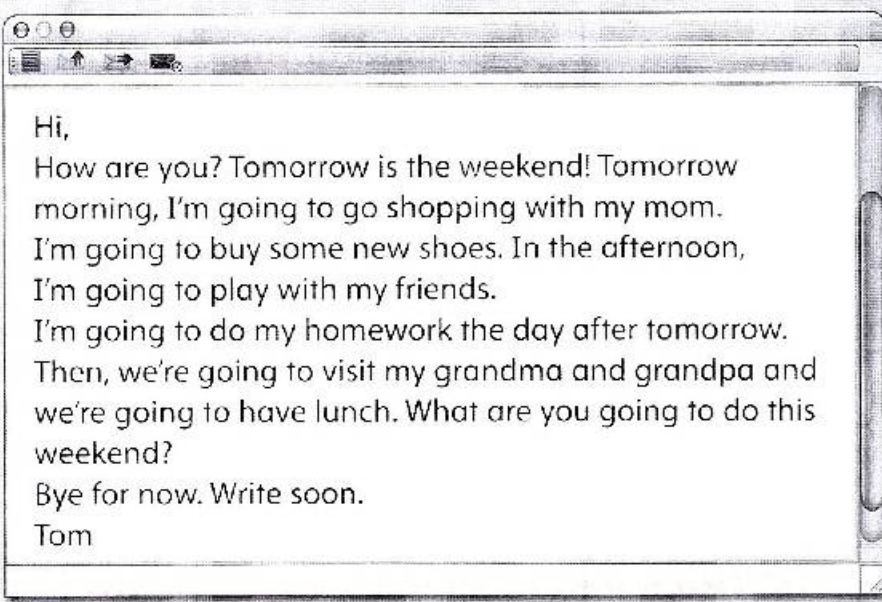 Hi,
How are you? Tomorrow is the weekend! Tomorrow
morning, I'm going to go shopping with my mom.
I'm going to buy some new shoes. In the afternoon,
I'm going to play with my friends.
I'm going to do my homework the day after tomorrow.
Then, we're going to visit my grandma and grandpa and
we're going to have lunch. What are you going to do this
weekend?
Bye for now. Write soon.
Tom